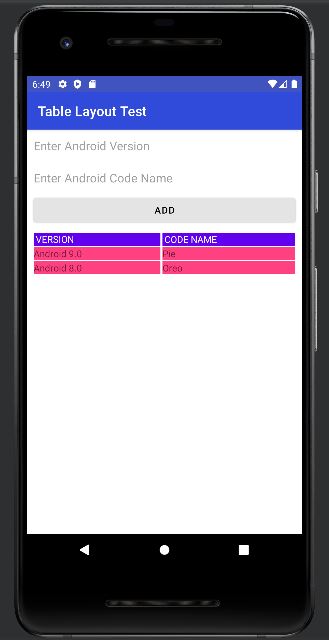 6:49
Table Layout Test
Enter Android Version
Enter Android Code Name
ADD
VERSION CODE NAME
Android 9.0 Pie
Android 8.0 Oreo